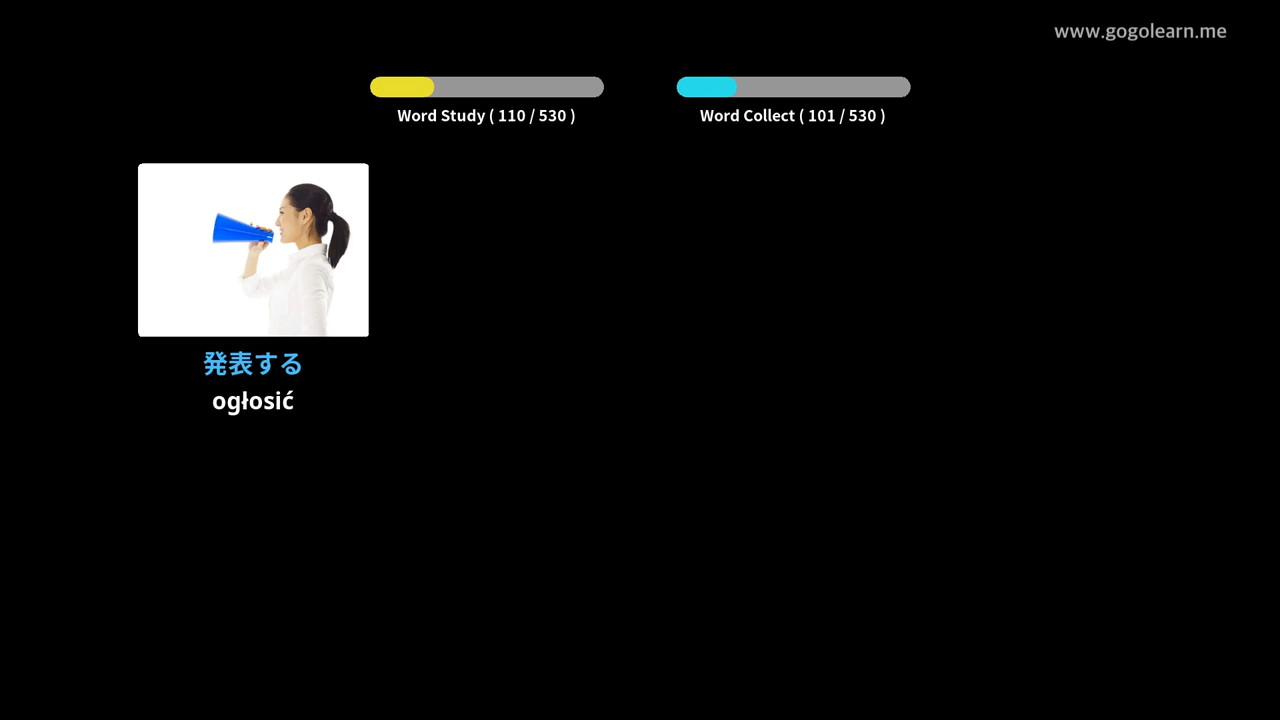 www.gogolearn.me
Word Study ( 110 / 530 )
Word Collect ( 101 / 530 )
発表する
ogłosić